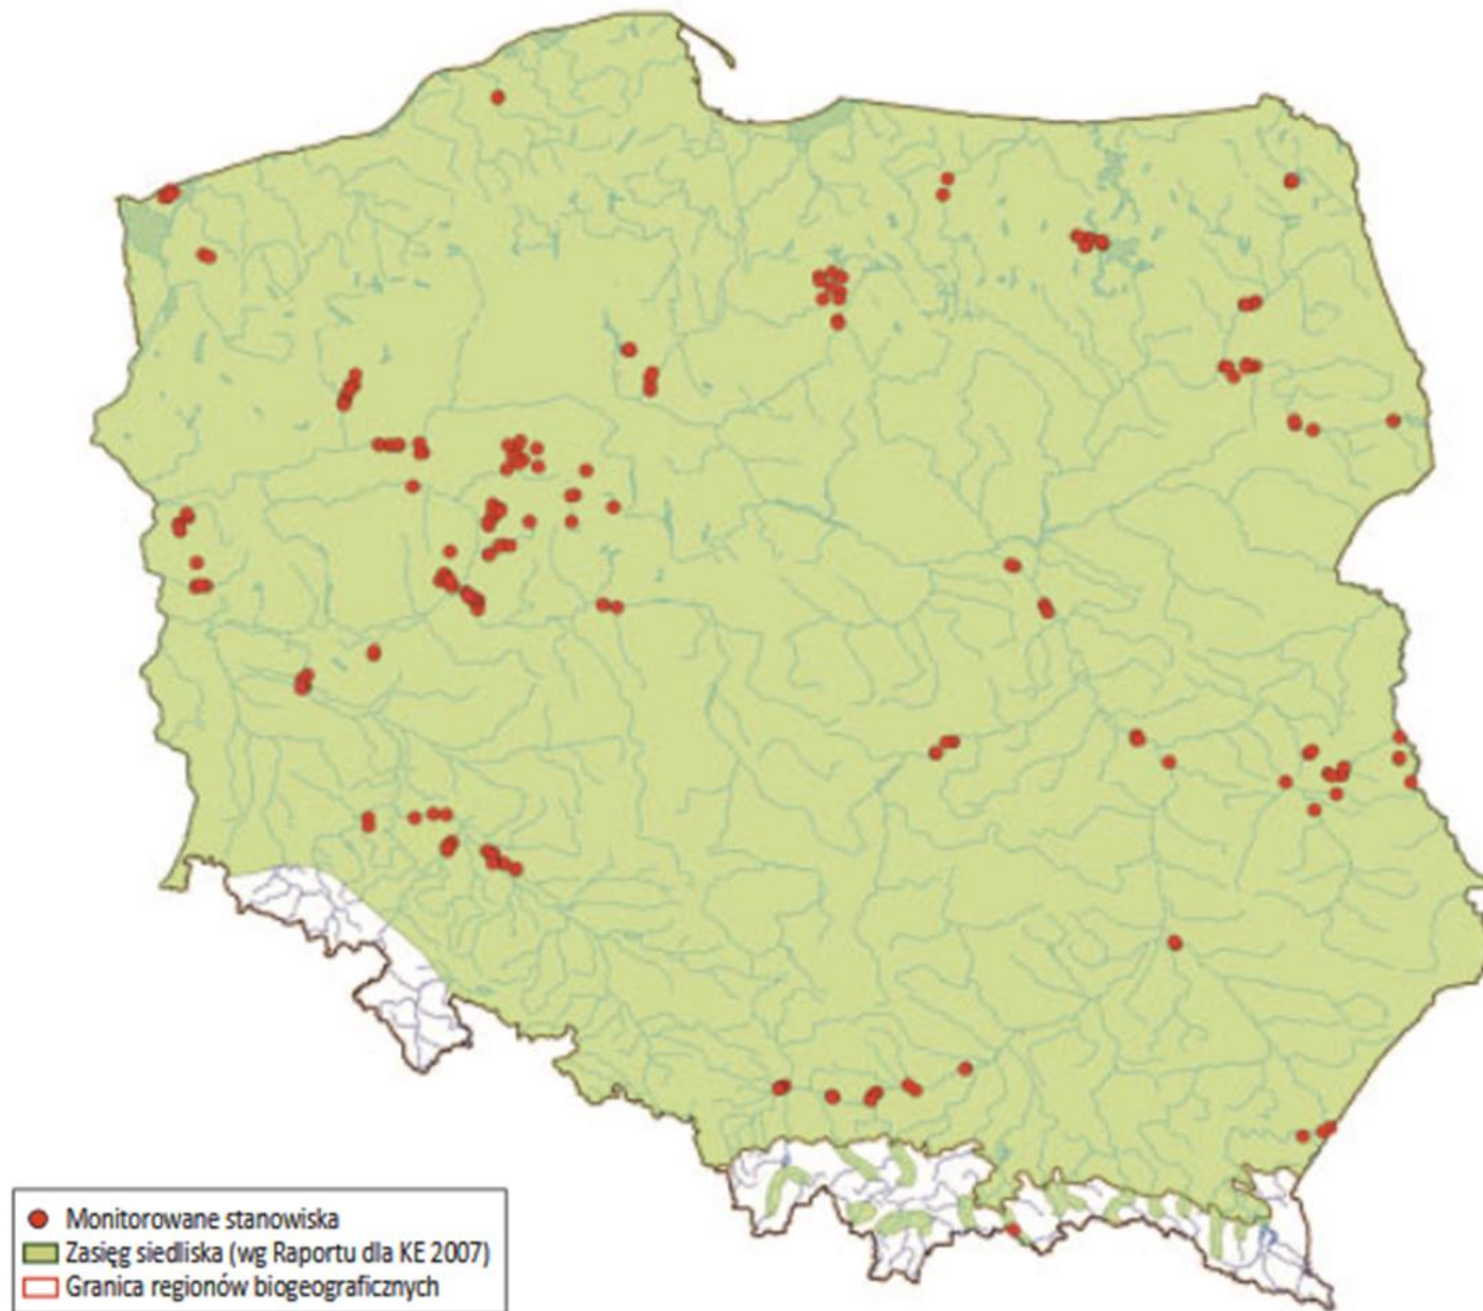 Monitorowane stanowiska
Zasięg siedliska (wg Raportu dla KE 2007)
Granica regionów biogeograficznych